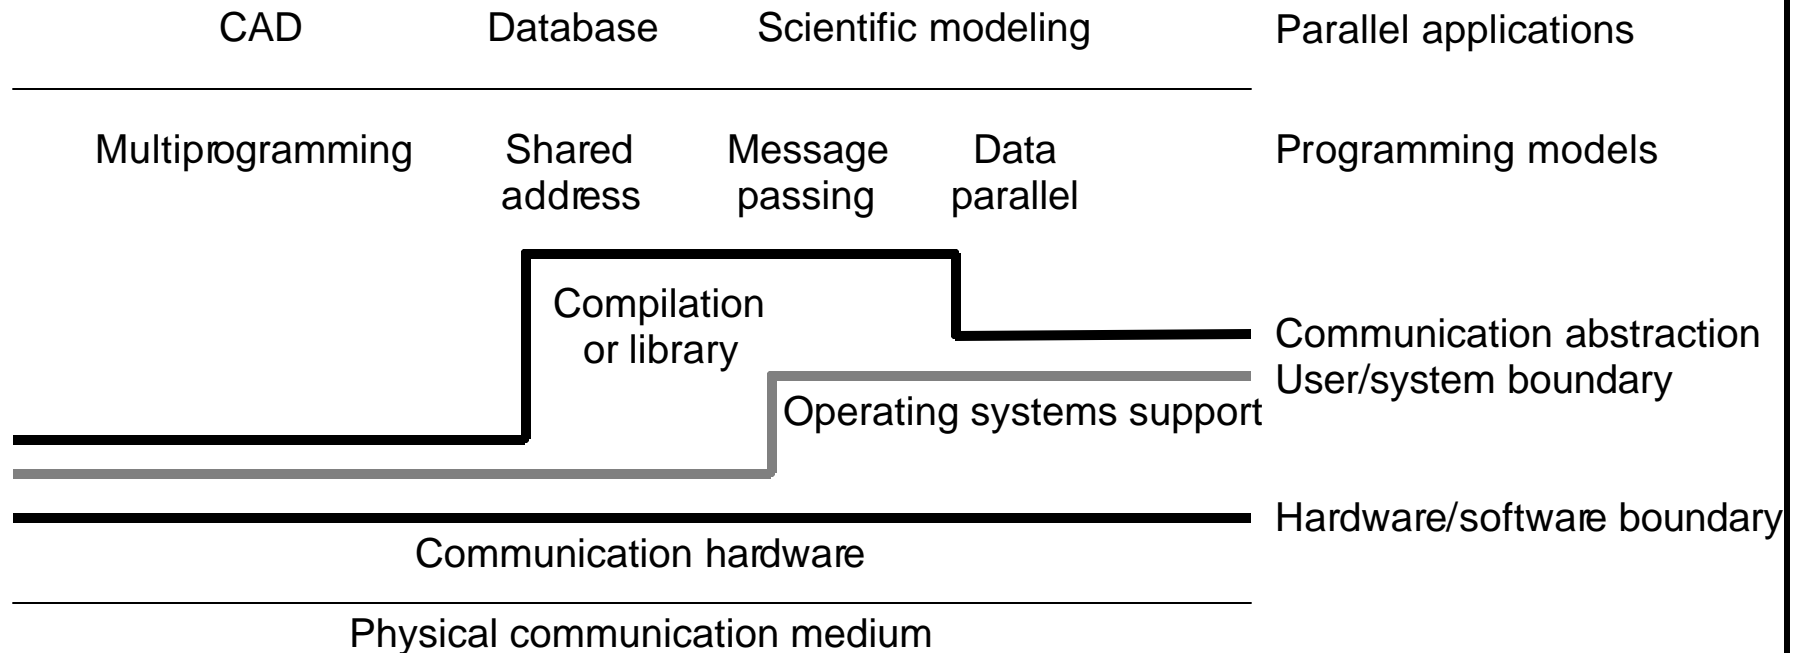 CAD Database Scientific modeling Parallel applications
Multiprogramming Shared Message Data Programming models
address passing parallel
Compilation
or library
Communication abstraction
User/system boundary
Operating systems support
Hardware/software boundary
Communication hardware
Physical communication medium